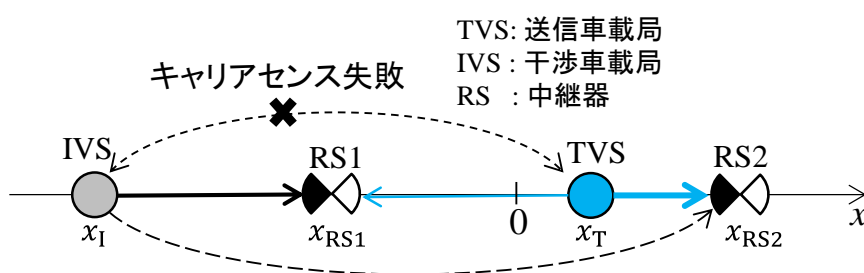 TVS: 送信車載局
IVS : 干渉車載局
RS : 中継器
キャリアセンス失敗
IVS RS1 TVS RS2
0
x_I x_RS1 x_T x_RS2 x